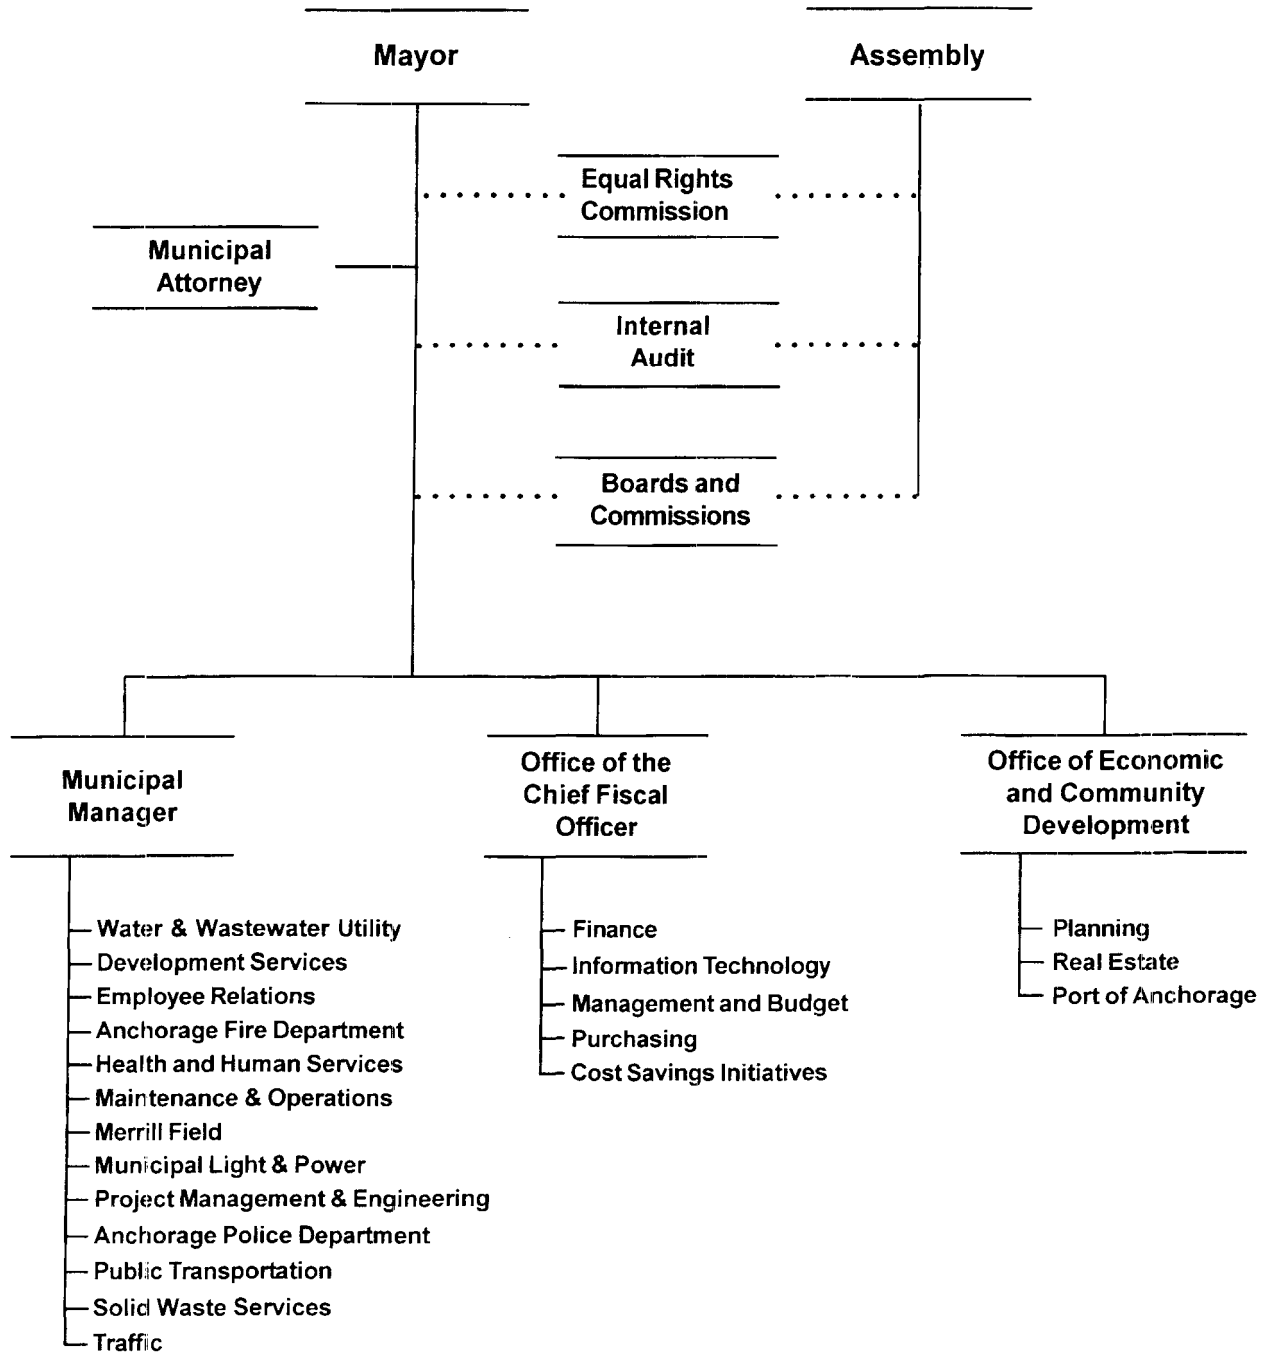 Mayor
Assembly
Equal Rights
Commission
Municipal
Attorney
Internal
Audit
Boards and
Commissions
Municipal
Manager
Office of the
Chief Fiscal
Officer
Office of Economic
and Community
Development
Water & Wastewater Utility
Development Services
Employee Relations
Anchorage Fire Department
Health and Human Services
Maintenance & Operations
Merrill Field
Municipal Light & Power
Project Management & Engineering
Anchorage Police Department
Public Transportation
Solid Waste Services
Traffic
Finance
Information Technology
Management and Budget
Purchasing
Cost Savings Initiatives
Planning
Real Estate
Port of Anchorage